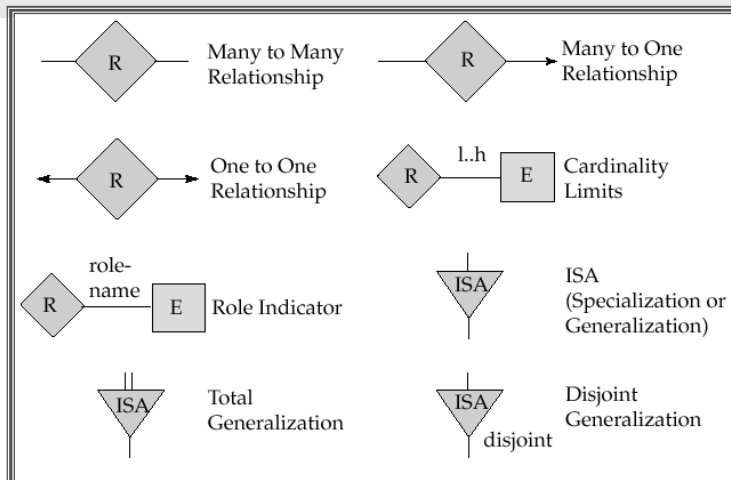 R
Many to Many
Relationship
R
Many to One
Relationship
R
One to One
Relationship
R
l..h
E
Cardinality
Limits
R
role-
name
E
Role Indicator
ISA
ISA
(Specialization or
Generalization)
ISA
Total
Generalization
ISA
disjoint
Disjoint
Generalization